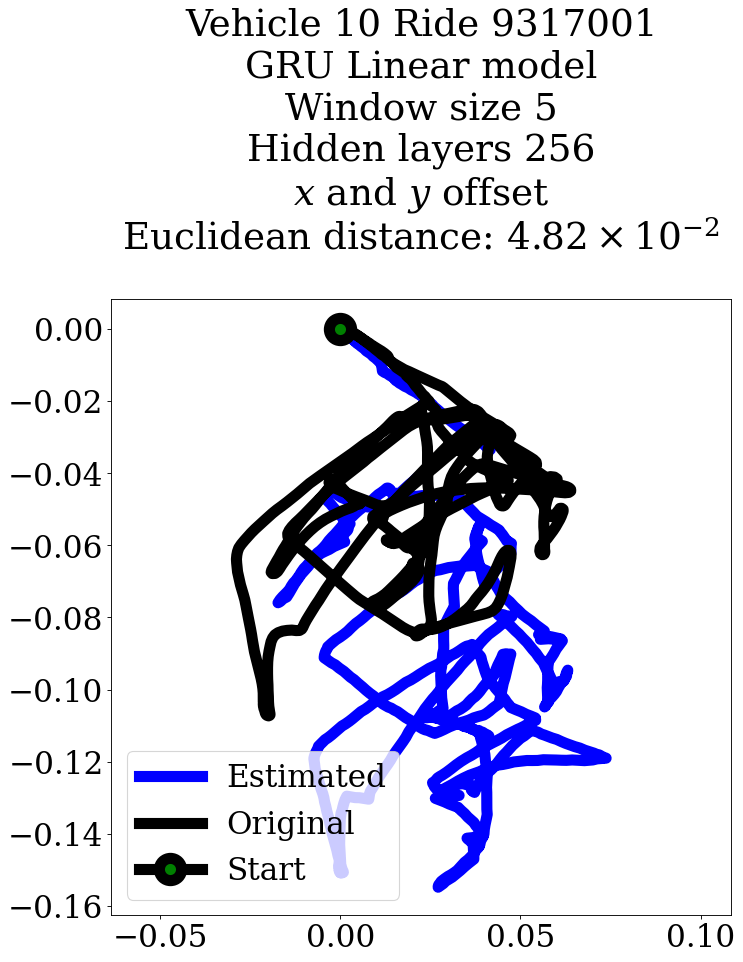 Vehicle 10 Ride 9317001
GRU Linear model
Window size 5
Hidden layers 256
x and y offset
Euclidean distance: 4.82 × 10⁻²
0.00
−0.02
−0.04
−0.06
−0.08
−0.10
−0.12
−0.14
−0.16
Estimated
Original
Start
−0.05 0.00 0.05 0.10